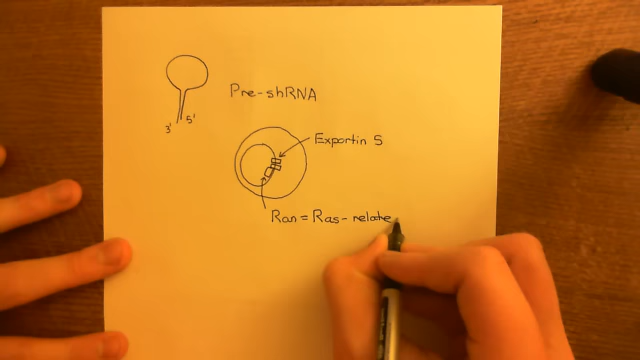 Pre-shRNA
3' 5'
Exportin 5
Ran = Ras-relate